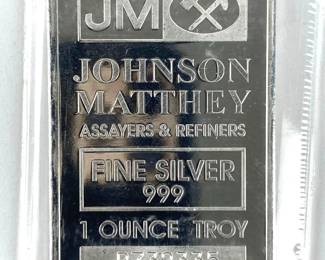 JM
JOHNSON
MATTHEY
ASSAYERS & REFINERS
FINE SILVER
999
1 OUNCE TROY